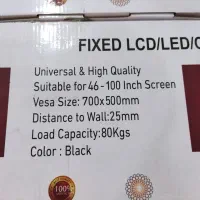 FIXED LCD/LED/
Universal & High Quality
Suitable for 46 - 100 Inch Screen
Vesa Size: 700x500mm
Distance to Wall:25mm
Load Capacity:80Kgs
Color : Black
100%